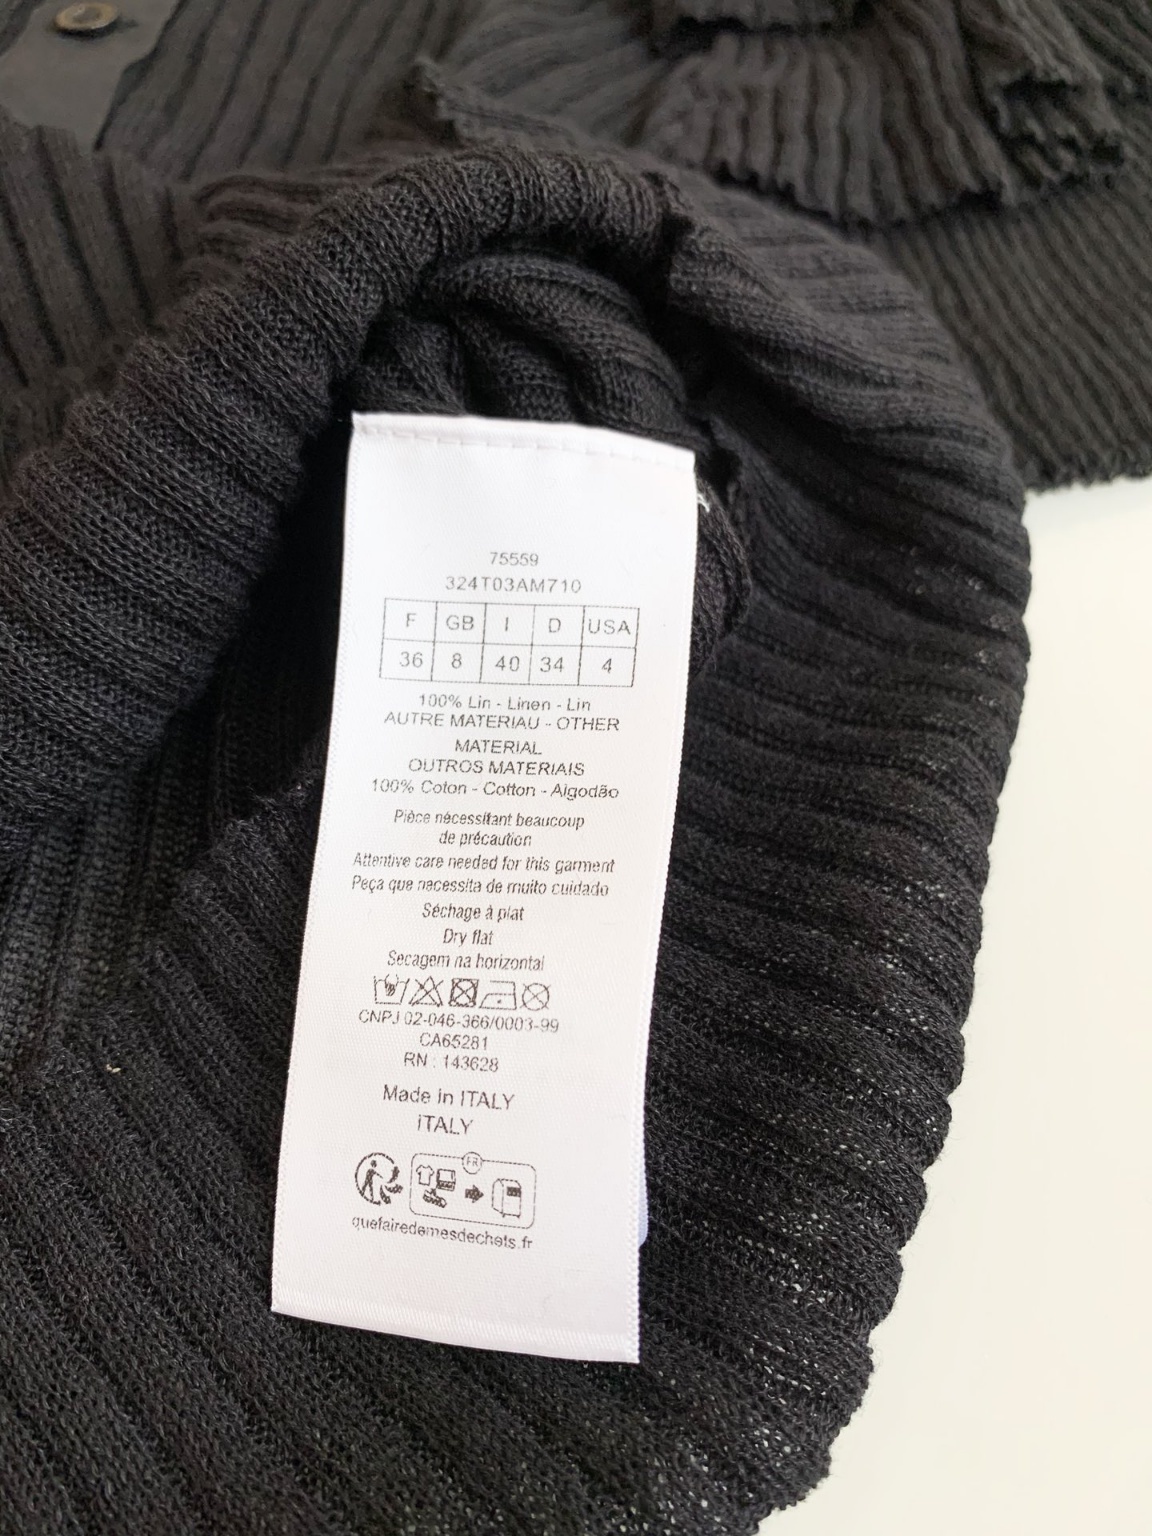 75559
324T03AM710
F GB I D USA
36 8 40 34 4
100% Lin - Linen - Lin
AUTRE MATERIAU - OTHER
MATERIAL
OUTROS MATERIAIS
100% Coton - Cotton - Algodão
Pièce nécessitant beaucoup
de précaution
Attentive care needed for this garment
Peça que necessita de muito cuidado
Séchage à plat
Dry flat
Secagem na horizontal
CNPJ 02-046-366/0003-99
CA65281
RN : 143628
Made in ITALY
ITALY
FR
quefairedemesdechets.fr